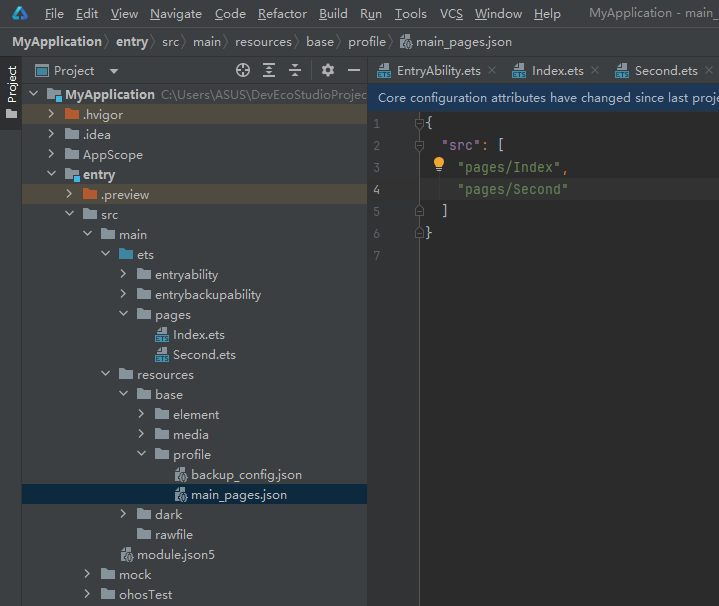 File Edit View Navigate Code Refactor Build Run Tools VCS Window Help MyApplication - main_
MyApplication entry src main resources base profile main_pages.json
Project
Project
EntryAbility.ets Index.ets Second.ets
MyApplication C:\Users\ASUS\DevEcoStudioProjec
Core configuration attributes have changed since last proje
.hvigor
.idea
AppScope
entry
.preview
src
main
ets
entryability
entrybackupability
pages
Index.ets
Second.ets
resources
base
element
media
profile
backup_config.json
main_pages.json
dark
rawfile
module.json5
mock
ohosTest
1 {
2 "src": [
3 "pages/Index",
4 "pages/Second"
5 ]
6 }
7